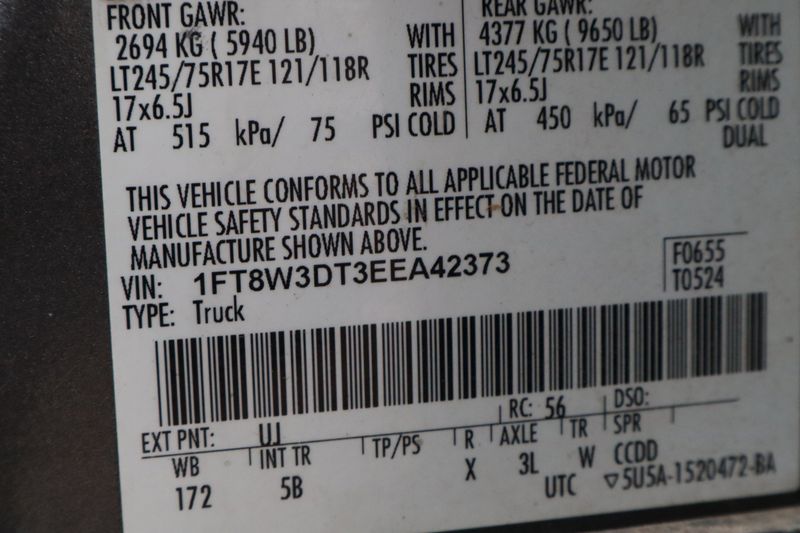 FRONT GAWR:
2694 KG ( 5940 LB) WITH
LT245/75R17E 121/118R TIRES
17x6.5J RIMS
AT 515 kPa/ 75 PSI COLD
REAR GAWR:
4377 KG ( 9650 LB) WITH
LT245/75R17E 121/118R TIRES
17x6.5J RIMS
AT 450 kPa/ 65 PSI COLD
DUAL
THIS VEHICLE CONFORMS TO ALL APPLICABLE FEDERAL MOTOR
VEHICLE SAFETY STANDARDS IN EFFECT ON THE DATE OF
MANUFACTURE SHOWN ABOVE.
VIN: 1FT8W3DT3EEA42373
TYPE: Truck
F0655
T0524
EXT PNT: UJ RC: 56 DSO:
WB INT TR TP/PS R AXLE TR SPR
172 5B X 3L W CCDD
UTC ▽5U5A-1520472-BA